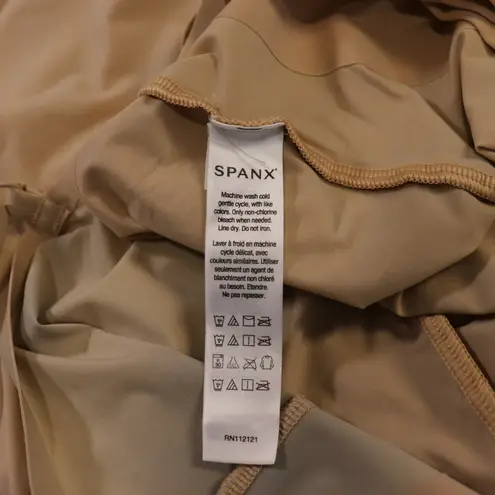 SPANX
Machine wash cold
gentle cycle, with like
colors. Only non-chlorine
bleach when needed.
Line dry. Do not iron.
Laver à froid en machine
cycle délicat, avec
couleurs similaires. Utiliser
seulement un agent de
blanchiment non chloré
au besoin. Etendre.
Ne pas repasser.
RN112121